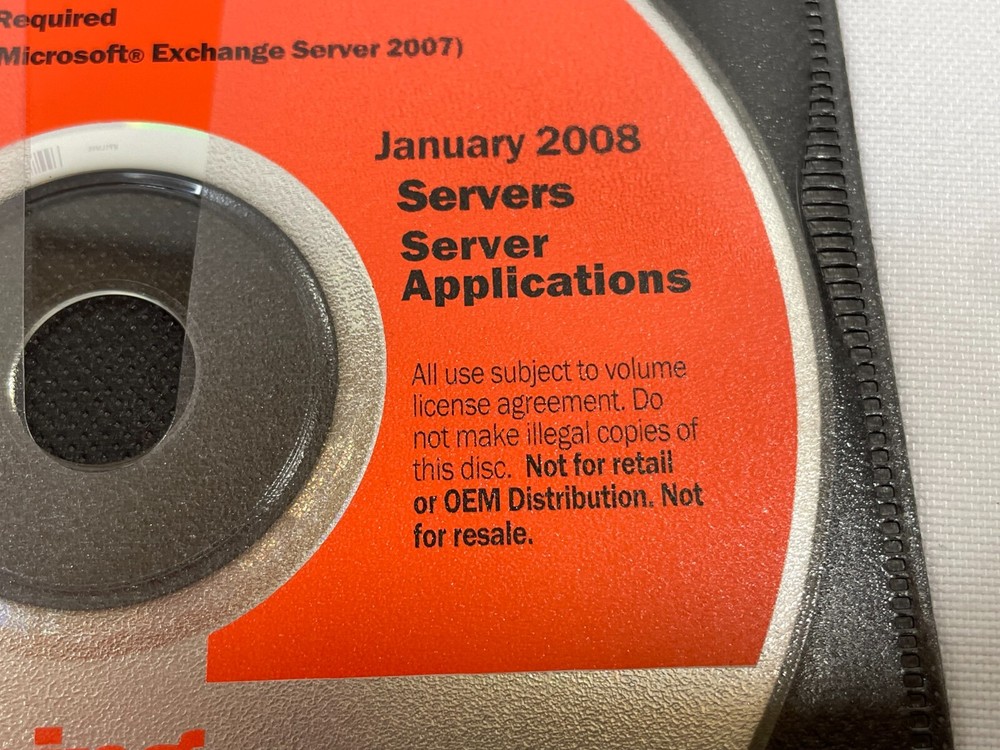 Required
Microsoft® Exchange Server 2007)
January 2008
Servers
Server
Applications
All use subject to volume
license agreement. Do
not make illegal copies of
this disc. Not for retail
or OEM Distribution. Not
for resale.
ing